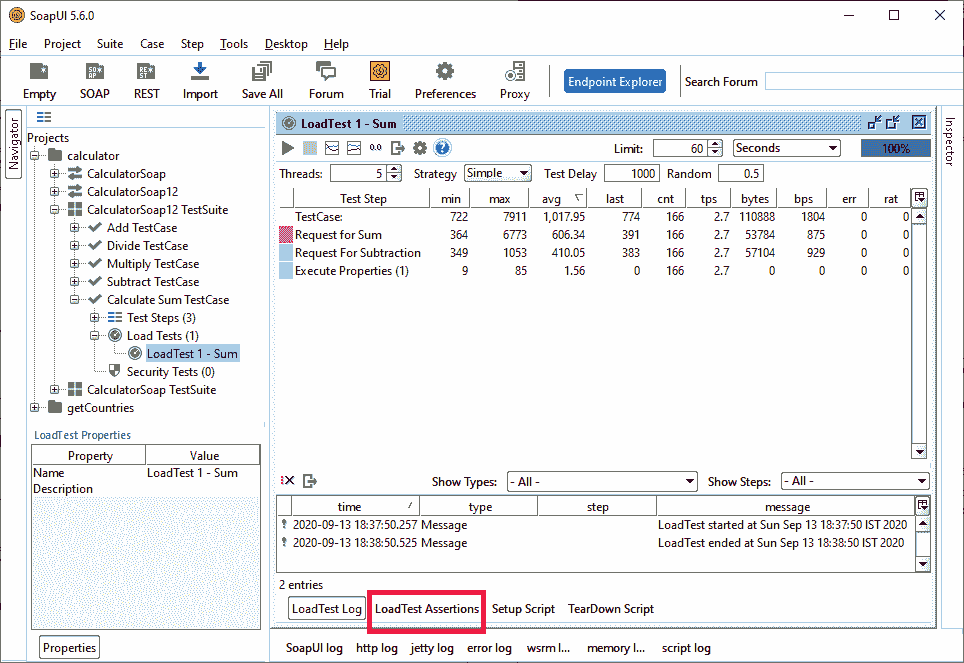 SoapUI 5.6.0
File Project Suite Case Step Tools Desktop Help
SOAP REST
Empty SOAP REST Import Save All Forum Trial Preferences Proxy Endpoint Explorer Search Forum
Navigator
Inspector
Projects
calculator
CalculatorSoap
CalculatorSoap12
CalculatorSoap12 TestSuite
Add TestCase
Divide TestCase
Multiply TestCase
Subtract TestCase
Calculate Sum TestCase
Test Steps (3)
Load Tests (1)
LoadTest 1 - Sum
Security Tests (0)
CalculatorSoap TestSuite
getCountries
LoadTest Properties
Property Value
Name LoadTest 1 - Sum
Description
Properties
LoadTest 1 - Sum
0.0 ? Limit: 60 Seconds 100%
Threads: 5 Strategy Simple Test Delay 1000 Random 0.5
Test Step min max avg last cnt tps bytes bps err rat
TestCase: 722 7911 1,017.95 774 166 2.7 110888 1804 0 0
Request for Sum 364 6773 606.34 391 166 2.7 53784 875 0 0
Request For Subtraction 349 1053 410.05 383 166 2.7 57104 929 0 0
Execute Properties (1) 9 85 1.56 0 166 2.7 0 0 0 0
Show Types: - All - Show Steps: - All -
time type step message
2020-09-13 18:37:50.257 Message LoadTest started at Sun Sep 13 18:37:50 IST 2020
2020-09-13 18:38:50.525 Message LoadTest ended at Sun Sep 13 18:38:50 IST 2020
2 entries
LoadTest Log LoadTest Assertions Setup Script TearDown Script
SoapUI log http log jetty log error log wsrm l... memory l... script log